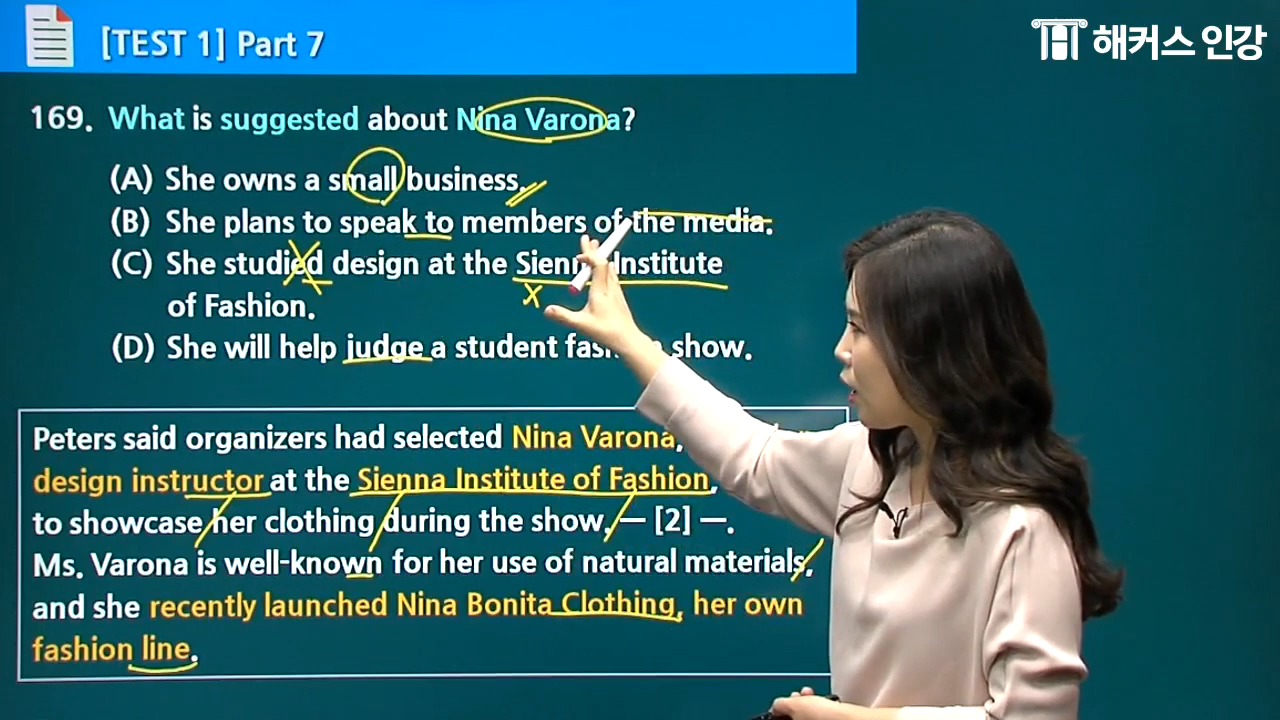 [TEST 1] Part 7
해커스 인강
169. What is suggested about Nina Varona?
(A) She owns a small business.
(B) She plans to speak to members of the media.
(C) She studied design at the Sienna Institute
of Fashion.
(D) She will help judge a student fashion show.
Peters said organizers had selected Nina Varona,
design instructor at the Sienna Institute of Fashion,
to showcase her clothing during the show. — [2] —.
Ms. Varona is well-known for her use of natural materials,
and she recently launched Nina Bonita Clothing, her own
fashion line.